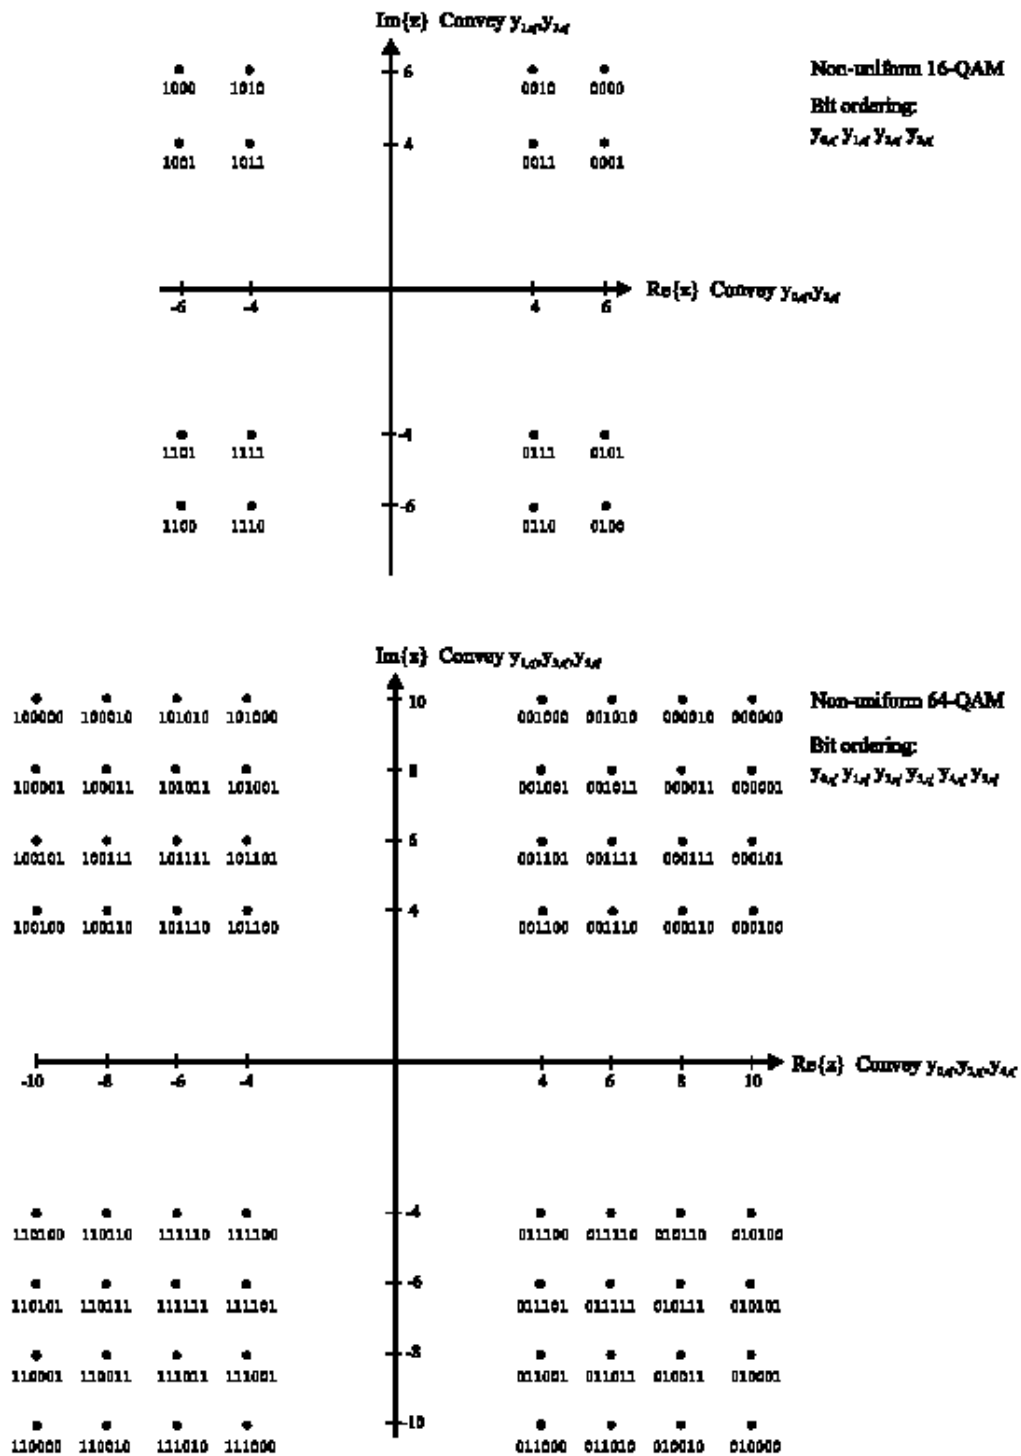 Im{z} Convey y1,q',y3,q'
1000 1010 0010 0000
6
Non-uniform 16-QAM
Bit ordering:
y0,q' y1,q' y2,q' y3,q'
1001 1011 0011 0001
4
Re{z} Convey y0,q',y2,q'
-6 -4 4 6
-4
1101 1111 0111 0101
-6
1100 1110 0110 0100
Im{z} Convey y1,q',y3,q',y5,q'
10
Non-uniform 64-QAM
100000 100010 101010 101000 001000 001010 000010 000000
Bit ordering:
y0,q' y1,q' y2,q' y3,q' y4,q' y5,q'
8
100001 100011 101011 101001 001001 001011 000011 000001
6
100101 100111 101111 101101 001101 001111 000111 000101
4
100100 100110 101110 101100 001100 001110 000110 000100
Re{z} Convey y0,q',y2,q',y4,q'
-10 -8 -6 -4 4 6 8 10
-4
110100 110110 111110 111100 011100 011110 010110 010100
-6
110101 110111 111111 111101 011101 011111 010111 010101
-8
110001 110011 111011 111001 011001 011011 010011 010001
-10
110000 110010 111010 111000 011000 011010 010010 010000